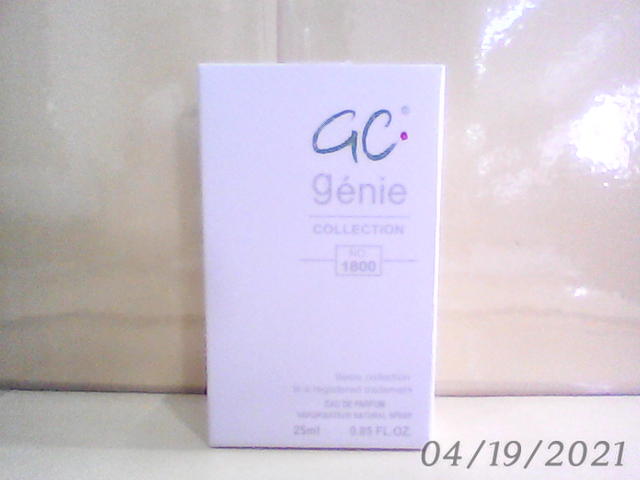 GC®
génie
COLLECTION
NO.
1800
Genie collection
is a registered trademark
EAU DE PARFUM
VAPORISATEUR NATURAL SPRAY
25ml 0.85 FL.OZ.
04/19/2021